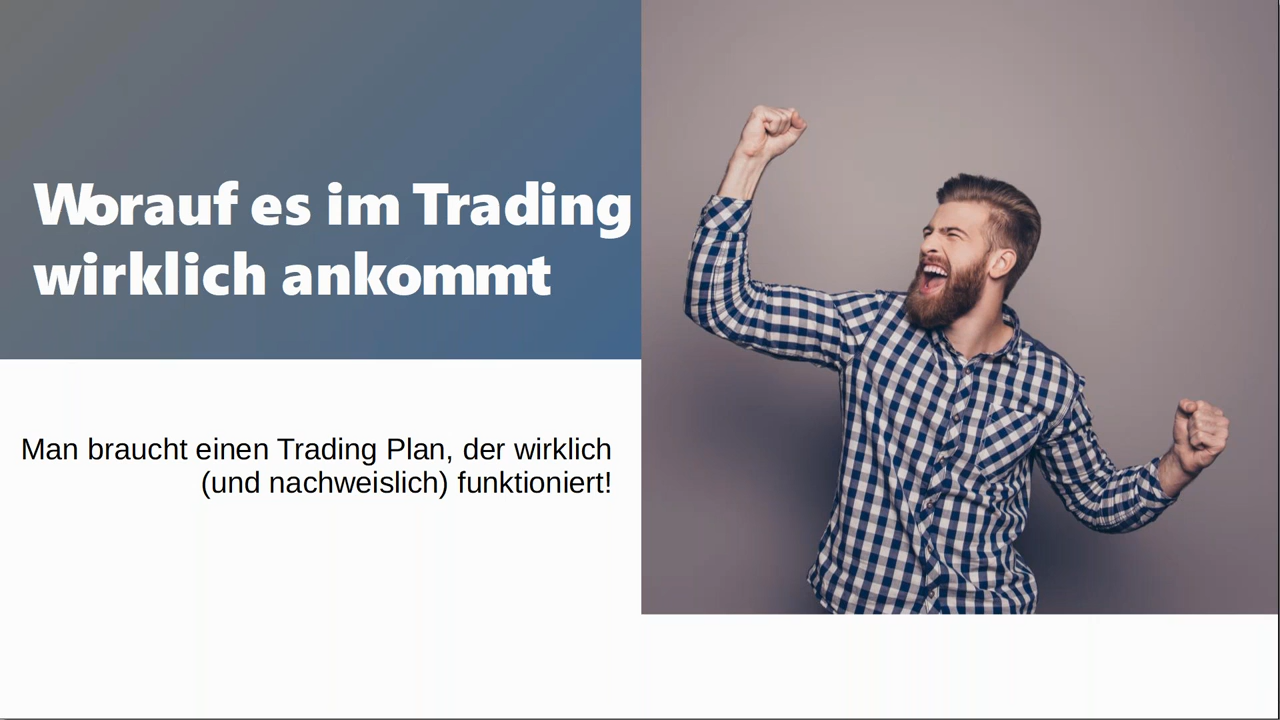 Worauf es im Trading
wirklich ankommt
Man braucht einen Trading Plan, der wirklich
(und nachweislich) funktioniert!